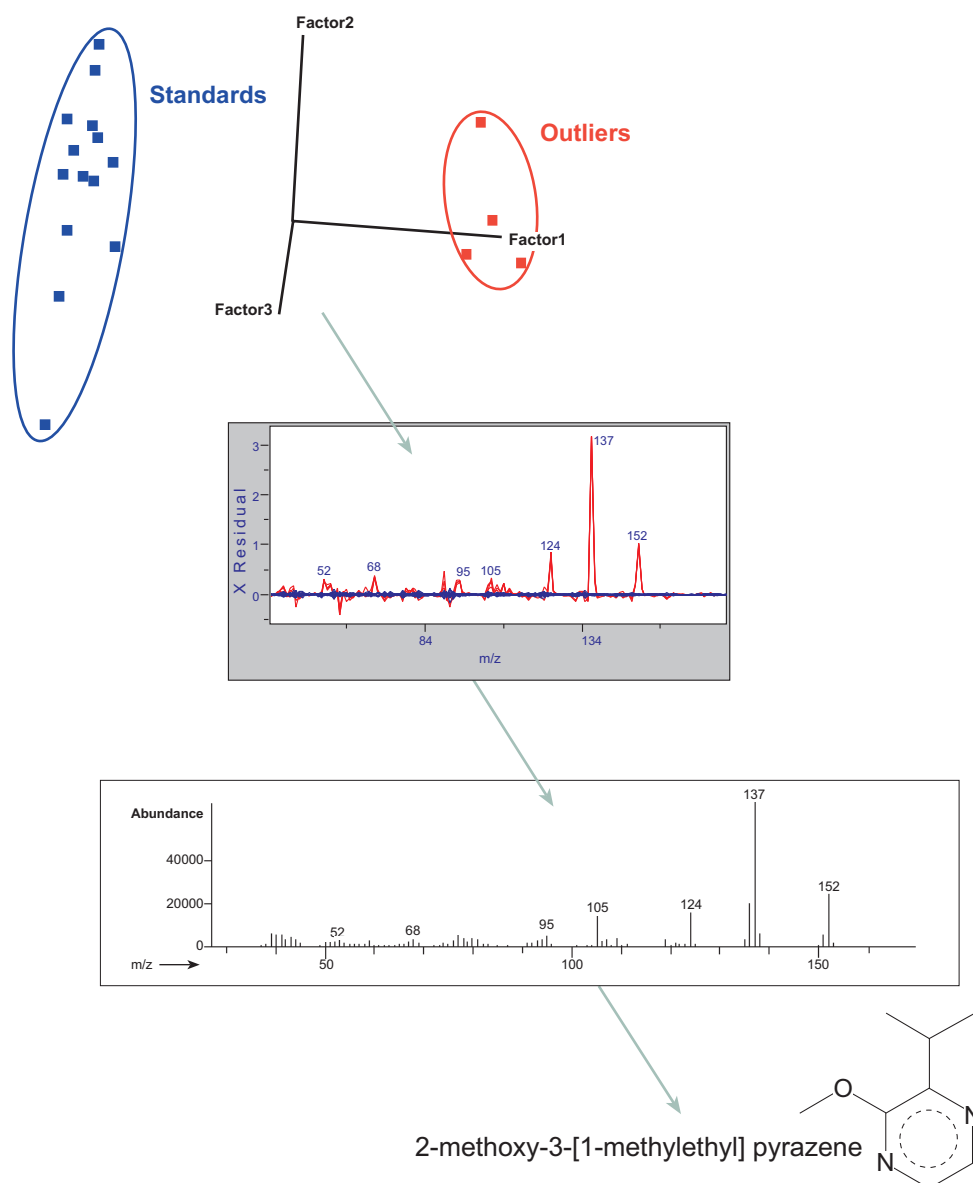 Factor2
Standards
Outliers
Factor1
Factor3
X Residual
3
2
1
0
137
152
124
52
68
95
105
84
134
m/z
Abundance
40000
20000
0
137
152
124
105
95
68
52
m/z
50
100
150
O
N
N
2-methoxy-3-[1-methylethyl] pyrazene